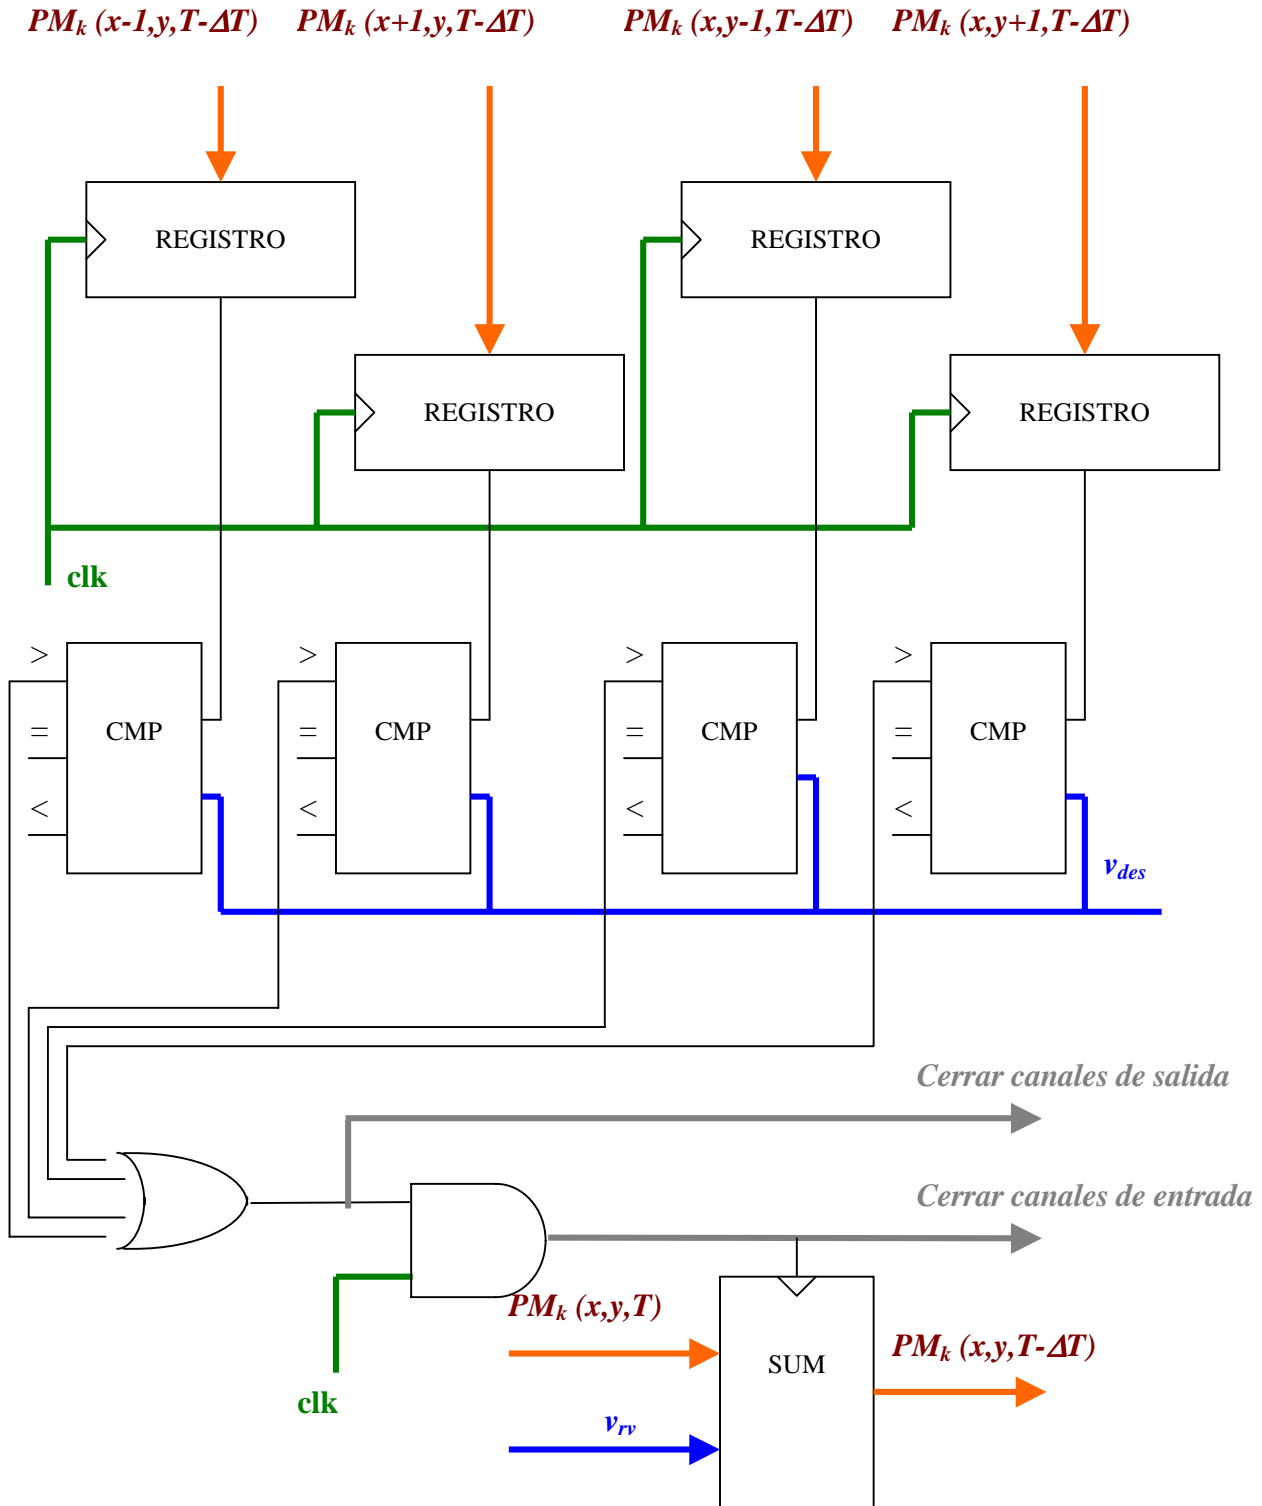 PMk (x-1,y,T-ΔT) PMk (x+1,y,T-ΔT) PMk (x,y-1,T-ΔT) PMk (x,y+1,T-ΔT)
REGISTRO REGISTRO
REGISTRO REGISTRO
clk
> > > >
= CMP = CMP = CMP = CMP
< < < <
vdes
Cerrar canales de salida
Cerrar canales de entrada
PMk (x,y,T)
PMk (x,y,T-ΔT)
SUM
clk
vrv